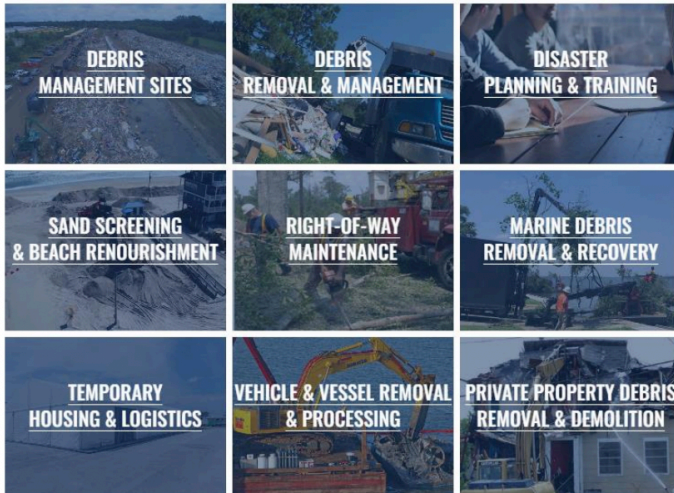 DEBRIS
MANAGEMENT SITES
DEBRIS
REMOVAL & MANAGEMENT
DISASTER
PLANNING & TRAINING
SAND SCREENING
& BEACH RENOURISHMENT
RIGHT-OF-WAY
MAINTENANCE
MARINE DEBRIS
REMOVAL & RECOVERY
TEMPORARY
HOUSING & LOGISTICS
VEHICLE & VESSEL REMOVAL
& PROCESSING
PRIVATE PROPERTY DEBRIS
REMOVAL & DEMOLITION